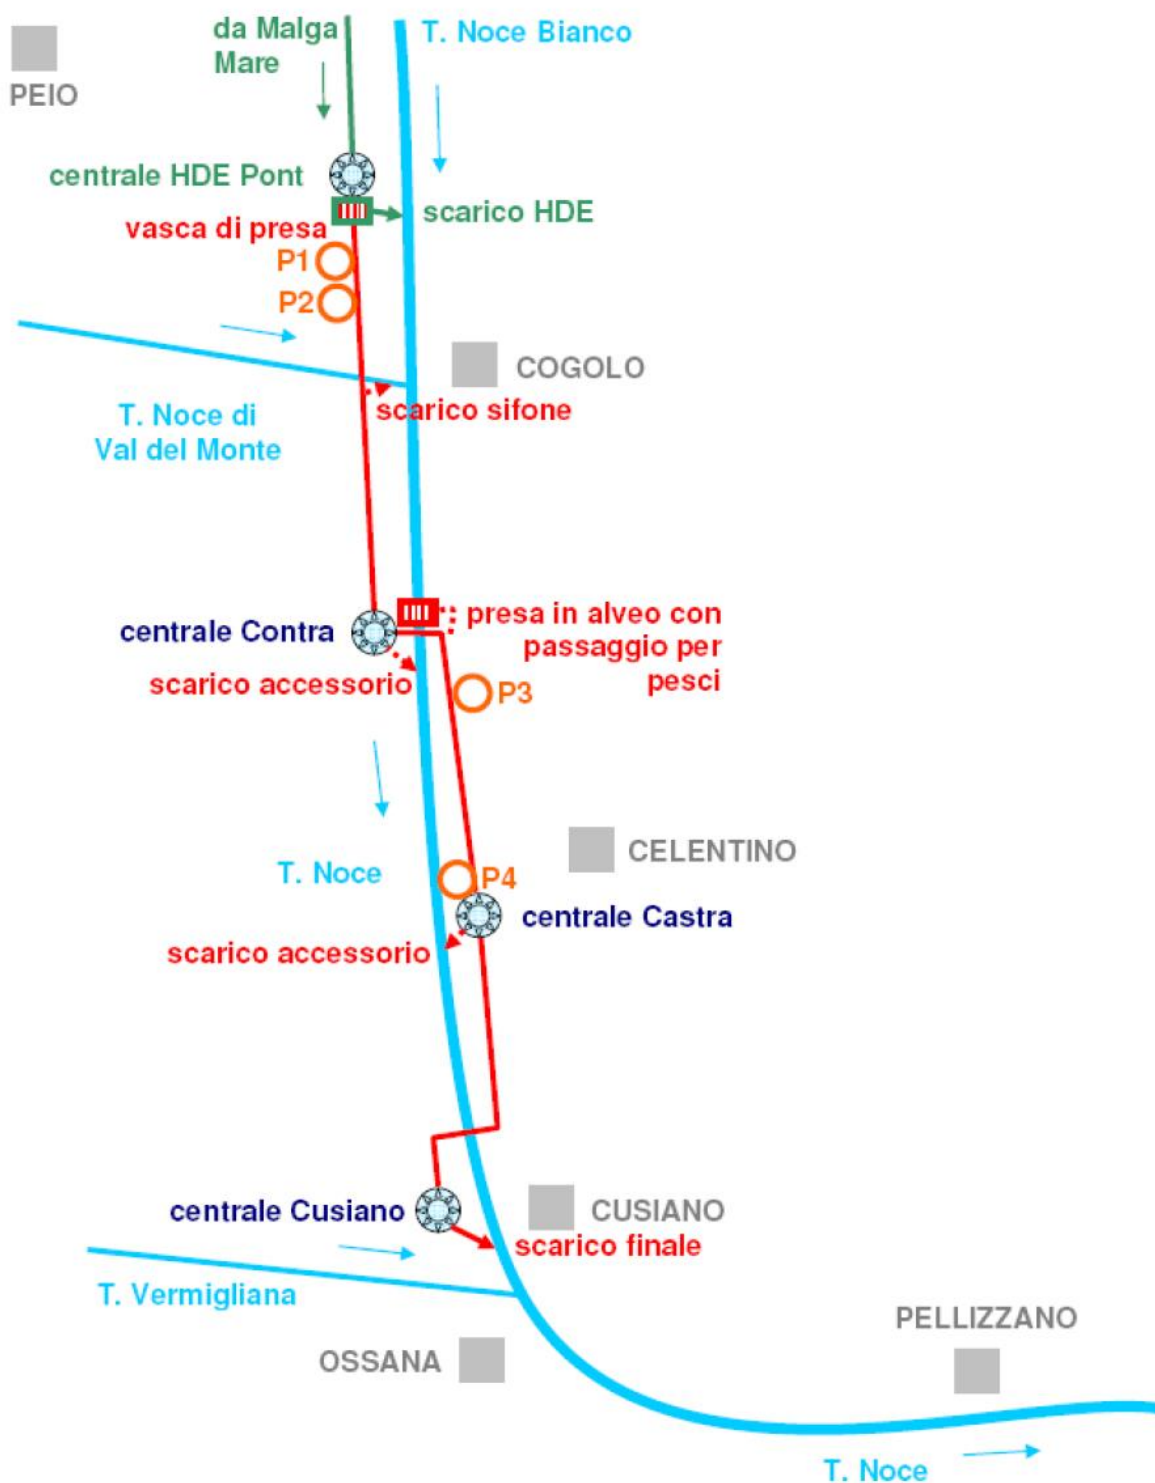 da Malga
Mare
T. Noce Bianco
PEIO
centrale HDE Pont
scarico HDE
vasca di presa
P1
P2
COGOLO
scarico sifone
T. Noce di
Val del Monte
centrale Contra
presa in alveo con
passaggio per
pesci
scarico accessorio
P3
CELENTINO
T. Noce
P4
centrale Castra
scarico accessorio
centrale Cusiano
CUSIANO
scarico finale
T. Vermigliana
PELLIZZANO
OSSANA
T. Noce